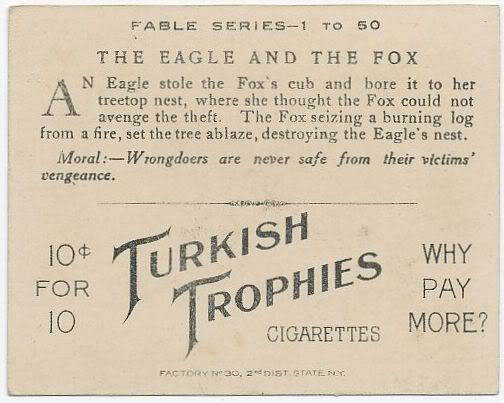 FABLE SERIES—1 TO 50
THE EAGLE AND THE FOX
AN Eagle stole the Fox's cub and bore it to her
treetop nest, where she thought the Fox could not
avenge the theft. The Fox seizing a burning log
from a fire, set the tree ablaze, destroying the Eagle's nest.
Moral:—Wrongdoers are never safe from their victims'
vengeance.
10¢
FOR
10
TURKISH
TROPHIES
CIGARETTES
WHY
PAY
MORE?
FACTORY Nº 30, 2ND DIST. STATE N.Y.